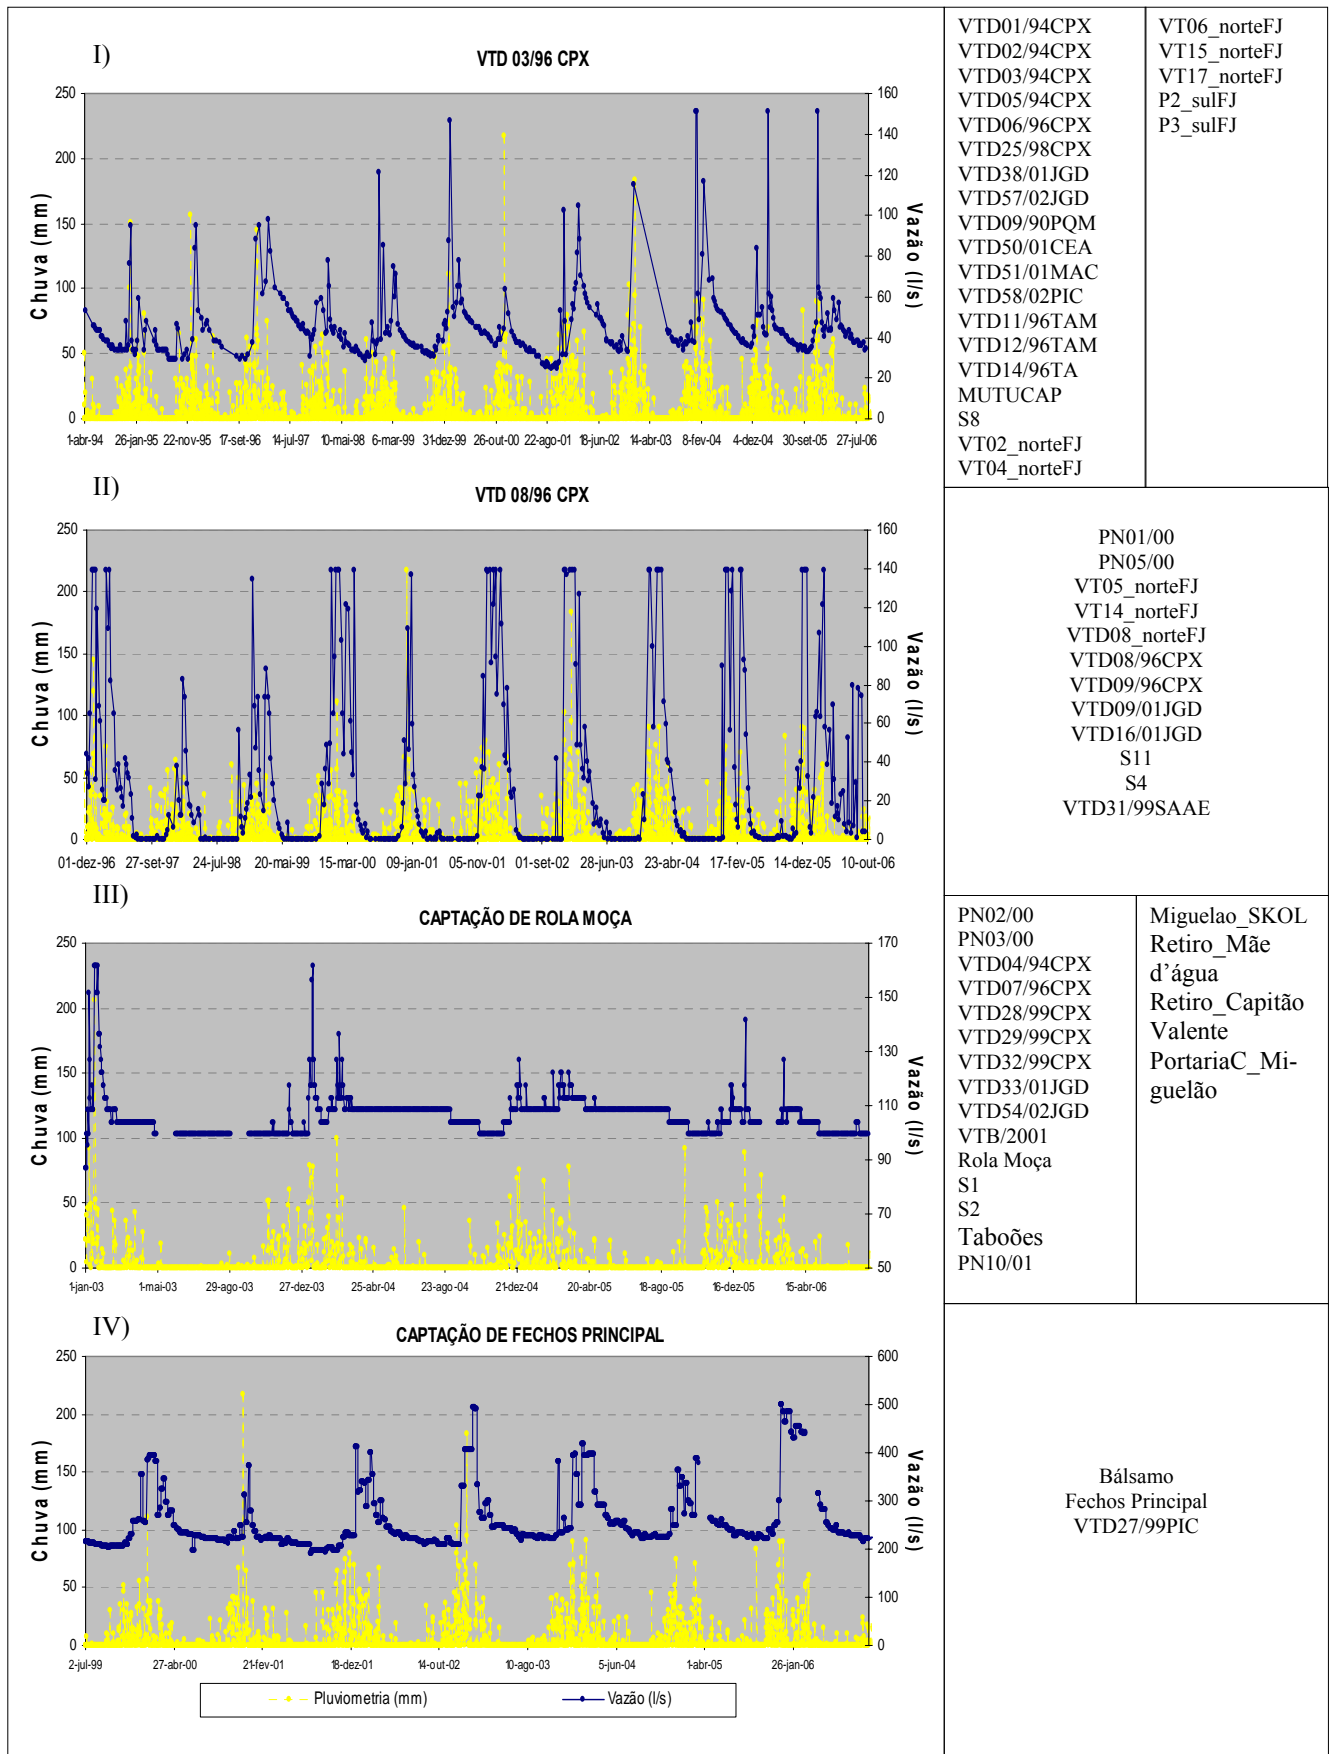 I)
VTD 03/96 CPX
Chuva (mm)
250
200
150
100
50
0
Vazão (l/s)
160
140
120
100
80
60
40
20
0
1-abr-94 26-jan-95 22-nov-95 17-set-96 14-jul-97 10-mai-98 6-mar-99 31-dez-99 26-out-00 22-ago-01 18-jun-02 14-abr-03 8-fev-04 4-dez-04 30-set-05 27-jul-06
VTD01/94CPX
VTD02/94CPX
VTD03/94CPX
VTD05/94CPX
VTD06/96CPX
VTD25/98CPX
VTD38/01JGD
VTD57/02JGD
VTD09/90PQM
VTD50/01CEA
VTD51/01MAC
VTD58/02PIC
VTD11/96TAM
VTD12/96TAM
VTD14/96TA
MUTUCAP
S8
VT02_norteFJ
VT04_norteFJ
VT06_norteFJ
VT15_norteFJ
VT17_norteFJ
P2_sulFJ
P3_sulFJ
II)
VTD 08/96 CPX
Chuva (mm)
250
200
150
100
50
0
Vazão (l/s)
160
140
120
100
80
60
40
20
0
01-dez-96 27-set-97 24-jul-98 20-mai-99 15-mar-00 09-jan-01 05-nov-01 01-set-02 28-jun-03 23-abr-04 17-fev-05 14-dez-05 10-out-06
PN01/00
PN05/00
VT05_norteFJ
VT14_norteFJ
VTD08_norteFJ
VTD08/96CPX
VTD09/96CPX
VTD09/01JGD
VTD16/01JGD
S11
S4
VTD31/99SAAE
III)
CAPTAÇÃO DE ROLA MOÇA
Chuva (mm)
250
200
150
100
50
0
Vazão (l/s)
170
150
130
110
90
70
50
1-jan-03 1-mai-03 29-ago-03 27-dez-03 25-abr-04 23-ago-04 21-dez-04 20-abr-05 18-ago-05 16-dez-05 15-abr-06
PN02/00
PN03/00
VTD04/94CPX
VTD07/96CPX
VTD28/99CPX
VTD29/99CPX
VTD32/99CPX
VTD33/01JGD
VTD54/02JGD
VTB/2001
Rola Moça
S1
S2
Taboões
PN10/01
Miguelao_SKOL
Retiro_Mãe
d'água
Retiro_Capitão
Valente
PortariaC_Mi-
guelão
IV)
CAPTAÇÃO DE FECHOS PRINCIPAL
Chuva (mm)
250
200
150
100
50
0
Vazão (l/s)
600
500
400
300
200
100
0
2-jul-99 27-abr-00 21-fev-01 18-dez-01 14-out-02 10-ago-03 5-jun-04 1-abr-05 26-jan-06
Pluviometria (mm) Vazão (l/s)
Bálsamo
Fechos Principal
VTD27/99PIC